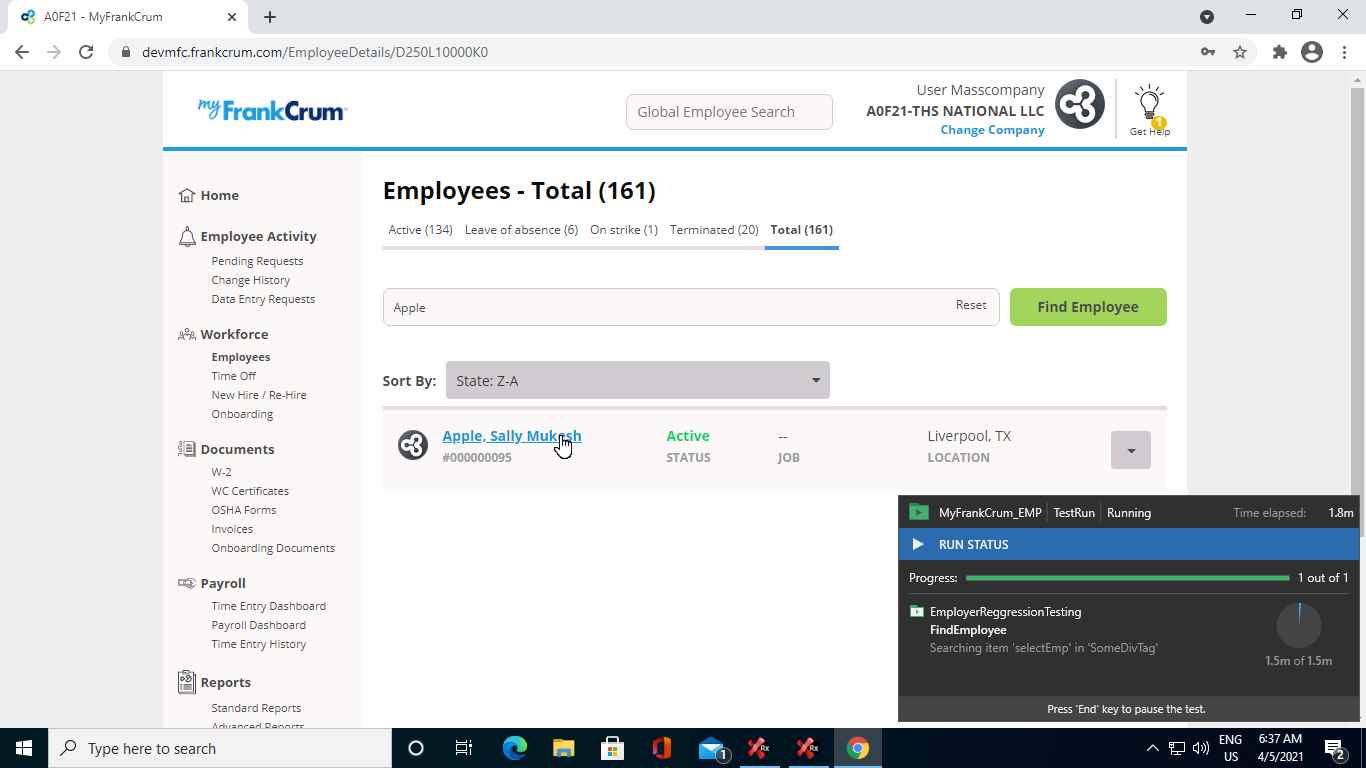 A0F21 - MyFrankCrum
devmfc.frankcrum.com/EmployeeDetails/D250L10000K0
myFrankCrum
Global Employee Search
User Masscompany
A0F21-THS NATIONAL LLC
Change Company
1
Get Help
Home
Employee Activity
Pending Requests
Change History
Data Entry Requests
Workforce
Employees
Time Off
New Hire / Re-Hire
Onboarding
Documents
W-2
WC Certificates
OSHA Forms
Invoices
Onboarding Documents
Payroll
Time Entry Dashboard
Payroll Dashboard
Time Entry History
Reports
Standard Reports
Advanced Reports
Employees - Total (161)
Active (134) Leave of absence (6) On strike (1) Terminated (20) Total (161)
Apple Reset Find Employee
Sort By: State: Z-A
Apple, Sally Mukesh Active -- Liverpool, TX
#000000095 STATUS JOB LOCATION
MyFrankCrum_EMP TestRun Running Time elapsed: 1.8m
RUN STATUS
Progress: 1 out of 1
EmployerReggressionTesting
FindEmployee
Searching item 'selectEmp' in 'SomeDivTag'
1.5m of 1.5m
Press 'End' key to pause the test.
Type here to search
1
Rx
Rx
ENG
US
6:37 AM
4/5/2021
2